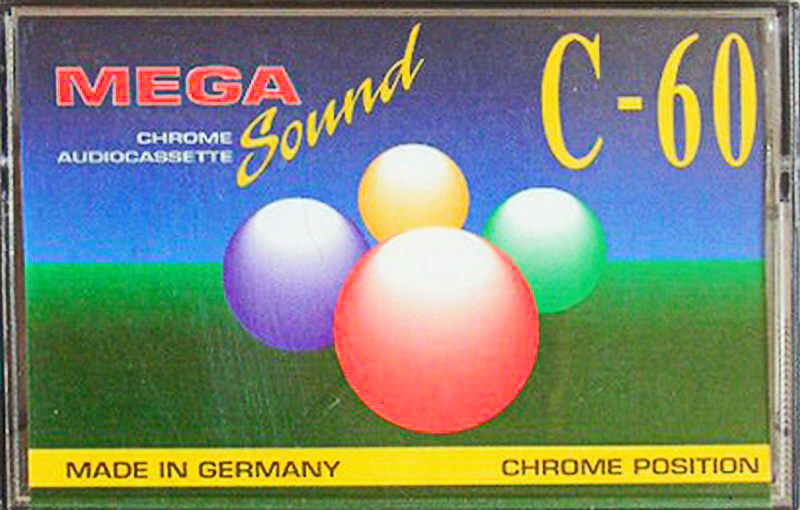 MEGA
Sound
C-60
CHROME
AUDIOCASSETTE
MADE IN GERMANY
CHROME POSITION